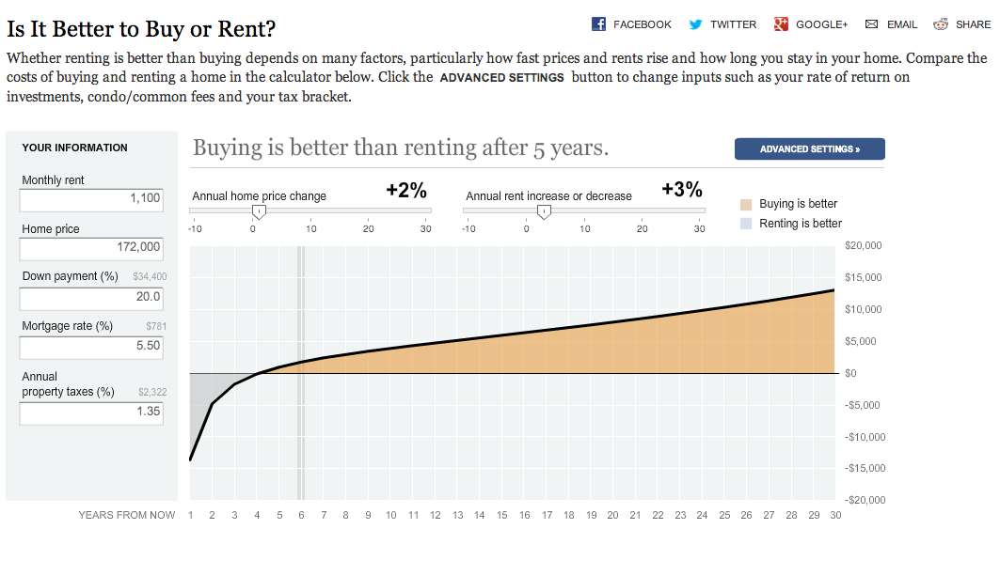 Is It Better to Buy or Rent?
FACEBOOK TWITTER GOOGLE+ EMAIL SHARE
Whether renting is better than buying depends on many factors, particularly how fast prices and rents rise and how long you stay in your home. Compare the
costs of buying and renting a home in the calculator below. Click the ADVANCED SETTINGS button to change inputs such as your rate of return on
investments, condo/common fees and your tax bracket.
YOUR INFORMATION
Monthly rent
1,100
Home price
172,000
Down payment (%) $34,400
20.0
Mortgage rate (%) $781
5.50
Annual
property taxes (%) $2,322
1.35
Buying is better than renting after 5 years.
ADVANCED SETTINGS »
Annual home price change +2%
-10 0 10 20 30
Annual rent increase or decrease +3%
-10 0 10 20 30
Buying is better
Renting is better
$20,000
$15,000
$10,000
$5,000
$0
-$5,000
-$10,000
-$15,000
-$20,000
YEARS FROM NOW 1 2 3 4 5 6 7 8 9 10 11 12 13 14 15 16 17 18 19 20 21 22 23 24 25 26 27 28 29 30